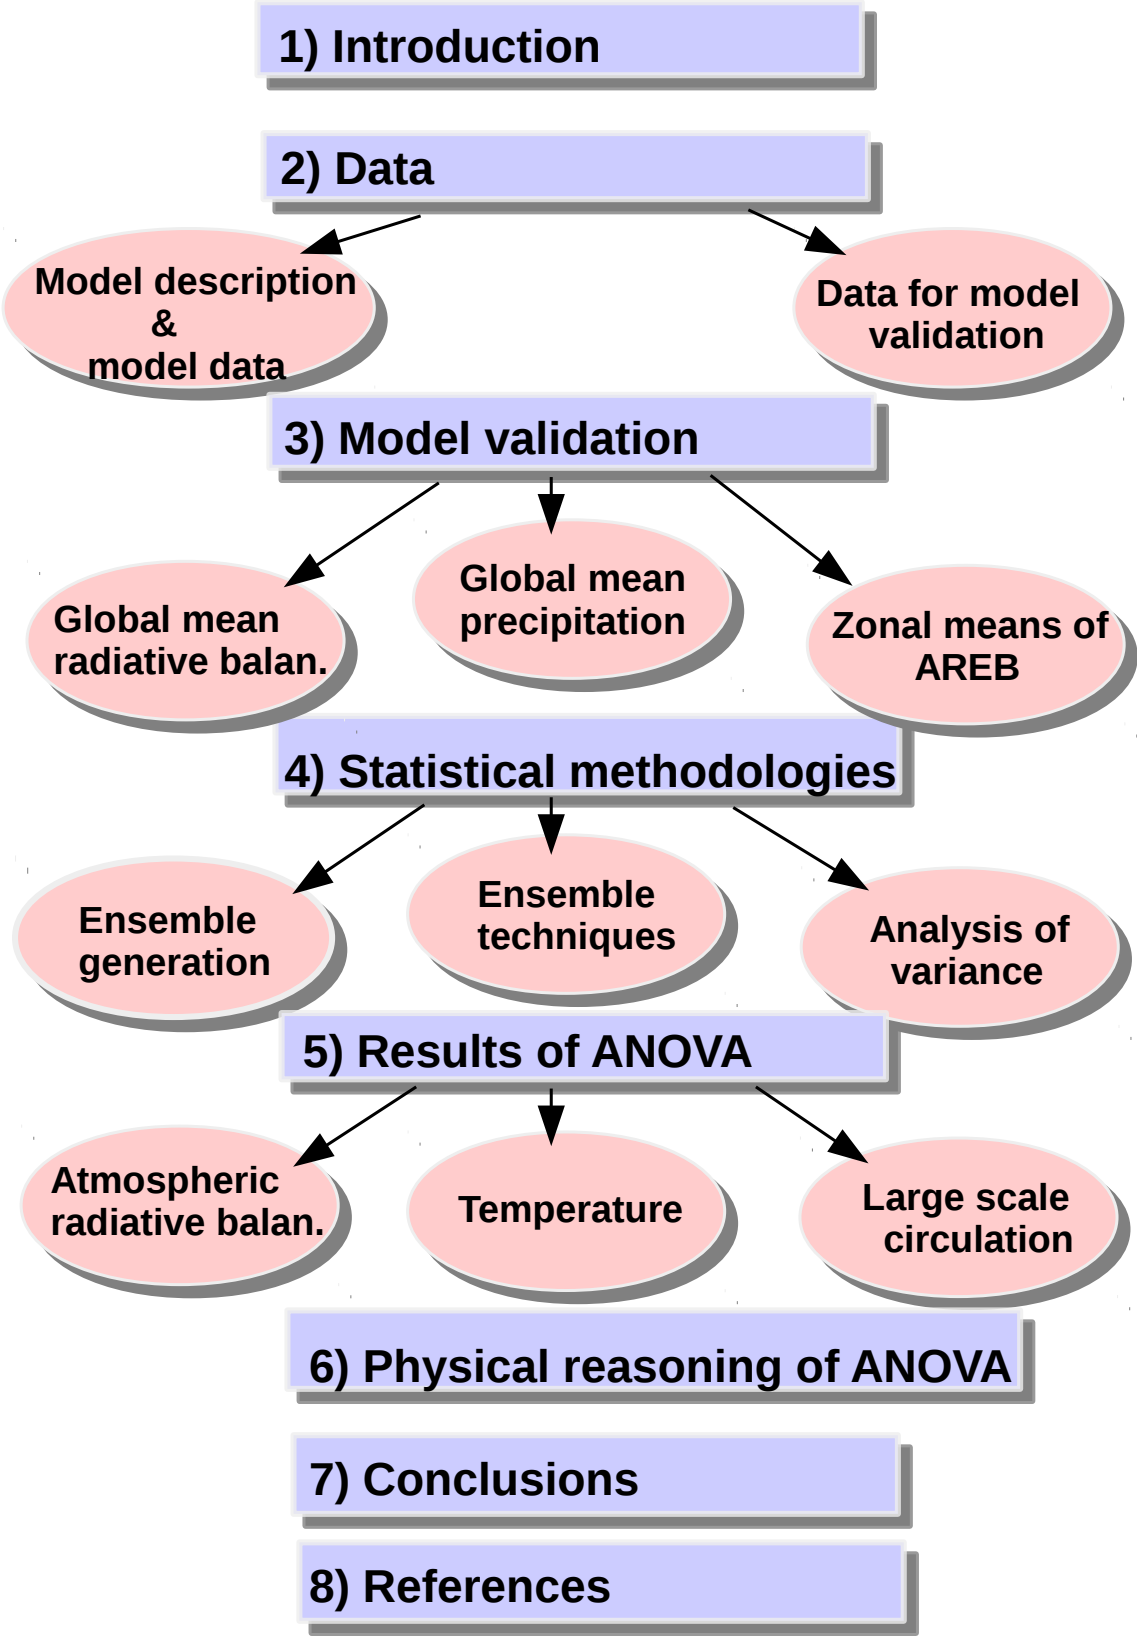 1) Introduction
2) Data
Model description
&
model data
Data for model
validation
3) Model validation
Global mean
radiative balan.
Global mean
precipitation
Zonal means of
AREB
4) Statistical methodologies
Ensemble
generation
Ensemble
techniques
Analysis of
variance
5) Results of ANOVA
Atmospheric
radiative balan.
Temperature
Large scale
circulation
6) Physical reasoning of ANOVA
7) Conclusions
8) References